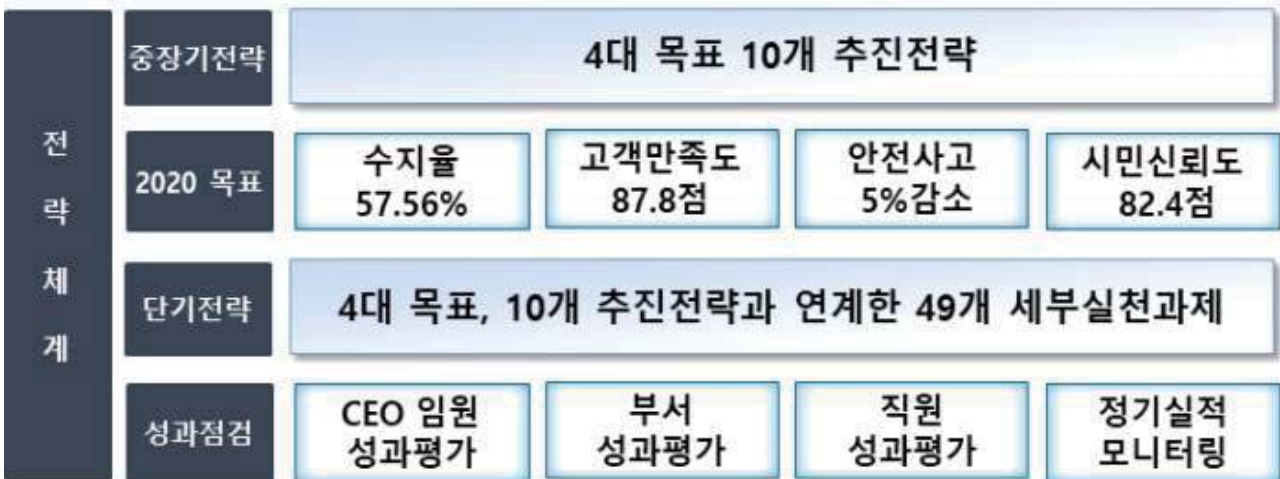 전략체계
중장기전략
4대 목표 10개 추진전략
2020 목표
수지율
57.56%
고객만족도
87.8점
안전사고
5%감소
시민신뢰도
82.4점
단기전략
4대 목표, 10개 추진전략과 연계한 49개 세부실천과제
성과점검
CEO 임원
성과평가
부서
성과평가
직원
성과평가
정기실적
모니터링